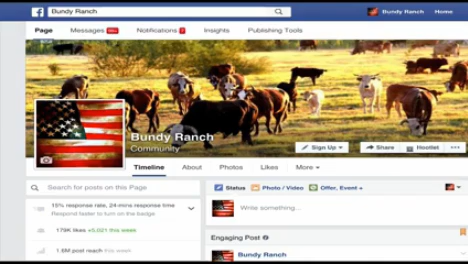 Bundy Ranch
Bundy Ranch Home
Page Messages Notifications Insights Publishing Tools
Bundy Ranch
Community
Sign Up Share Hootlet
Timeline About Photos Likes More
Search for posts on this Page
15% response rate, 24-mins response time
Respond faster to turn on the badge
179K likes +5,021 this week
1.6M post reach this week
Status Photo / Video Offer, Event +
Write something...
Engaging Post
Bundy Ranch